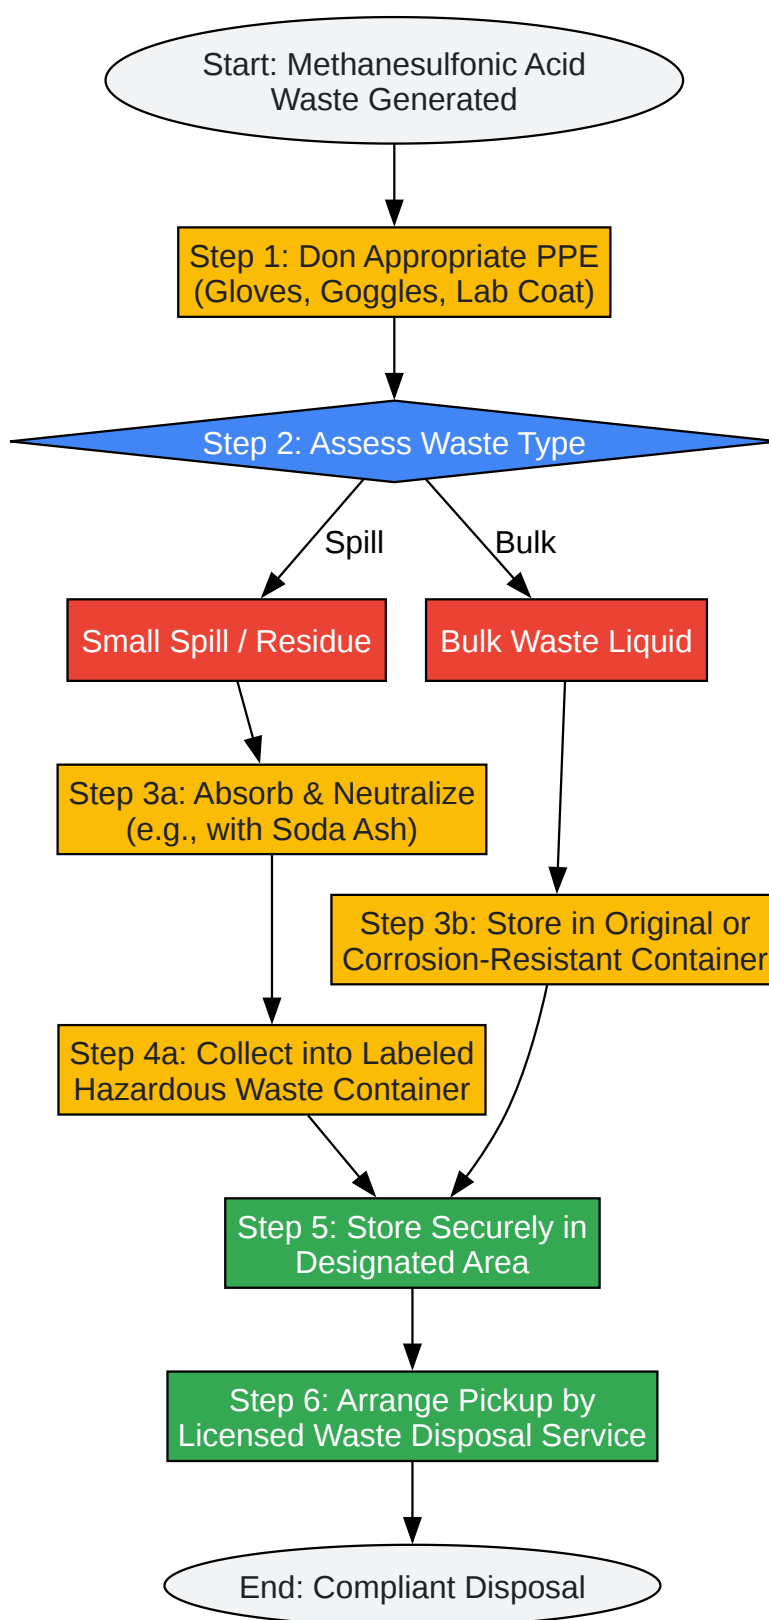 Start: Methanesulfonic Acid
Waste Generated
Step 1: Don Appropriate PPE
(Gloves, Goggles, Lab Coat)
Step 2: Assess Waste Type
Spill
Bulk
Small Spill / Residue
Bulk Waste Liquid
Step 3a: Absorb & Neutralize
(e.g., with Soda Ash)
Step 3b: Store in Original or
Corrosion-Resistant Container
Step 4a: Collect into Labeled
Hazardous Waste Container
Step 5: Store Securely in
Designated Area
Step 6: Arrange Pickup by
Licensed Waste Disposal Service
End: Compliant Disposal